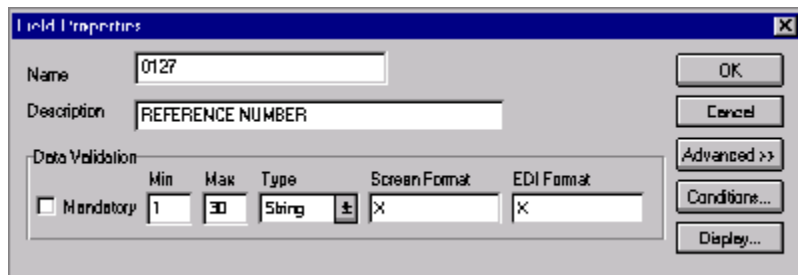 Field Properties
Name 0127
Description REFERENCE NUMBER
Data Validation
Min Max Type Screen Format EDI Format
Mandatory 1 30 String X X
OK
Cancel
Advanced >>
Conditions...
Display...